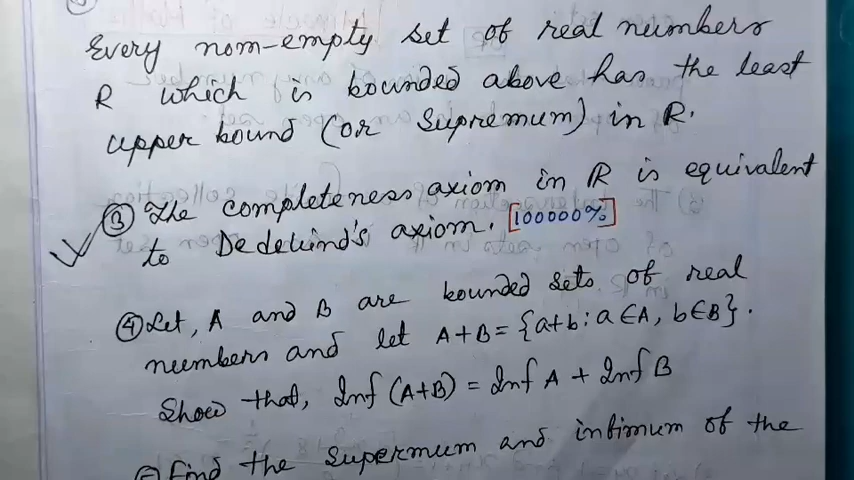 Every non-empty set of real numbers
R which is bounded above has the least
upper bound (or Supremum) in R.
③ The completeness axiom in R is equivalent
to Dedekind's axiom. [100000%]
④ Let, A and B are bounded sets of real
numbers and let A+B = {a+b : a ∈ A, b ∈ B}.
Show that, Inf (A+B) = Inf A + Inf B
⑤ Find the supermum and infimum of the